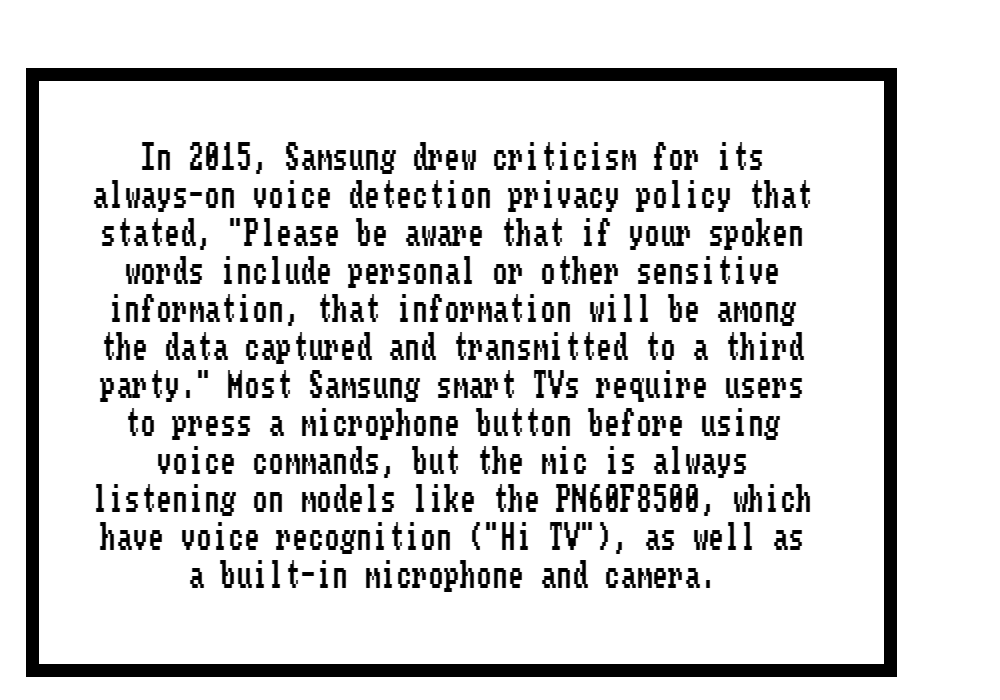 In 2015, Samsung drew criticism for its
always-on voice detection privacy policy that
stated, "Please be aware that if your spoken
words include personal or other sensitive
information, that information will be among
the data captured and transmitted to a third
party." Most Samsung smart TVs require users
to press a microphone button before using
voice commands, but the mic is always
listening on models like the PN60F8500, which
have voice recognition ("Hi TV"), as well as
a built-in microphone and camera.